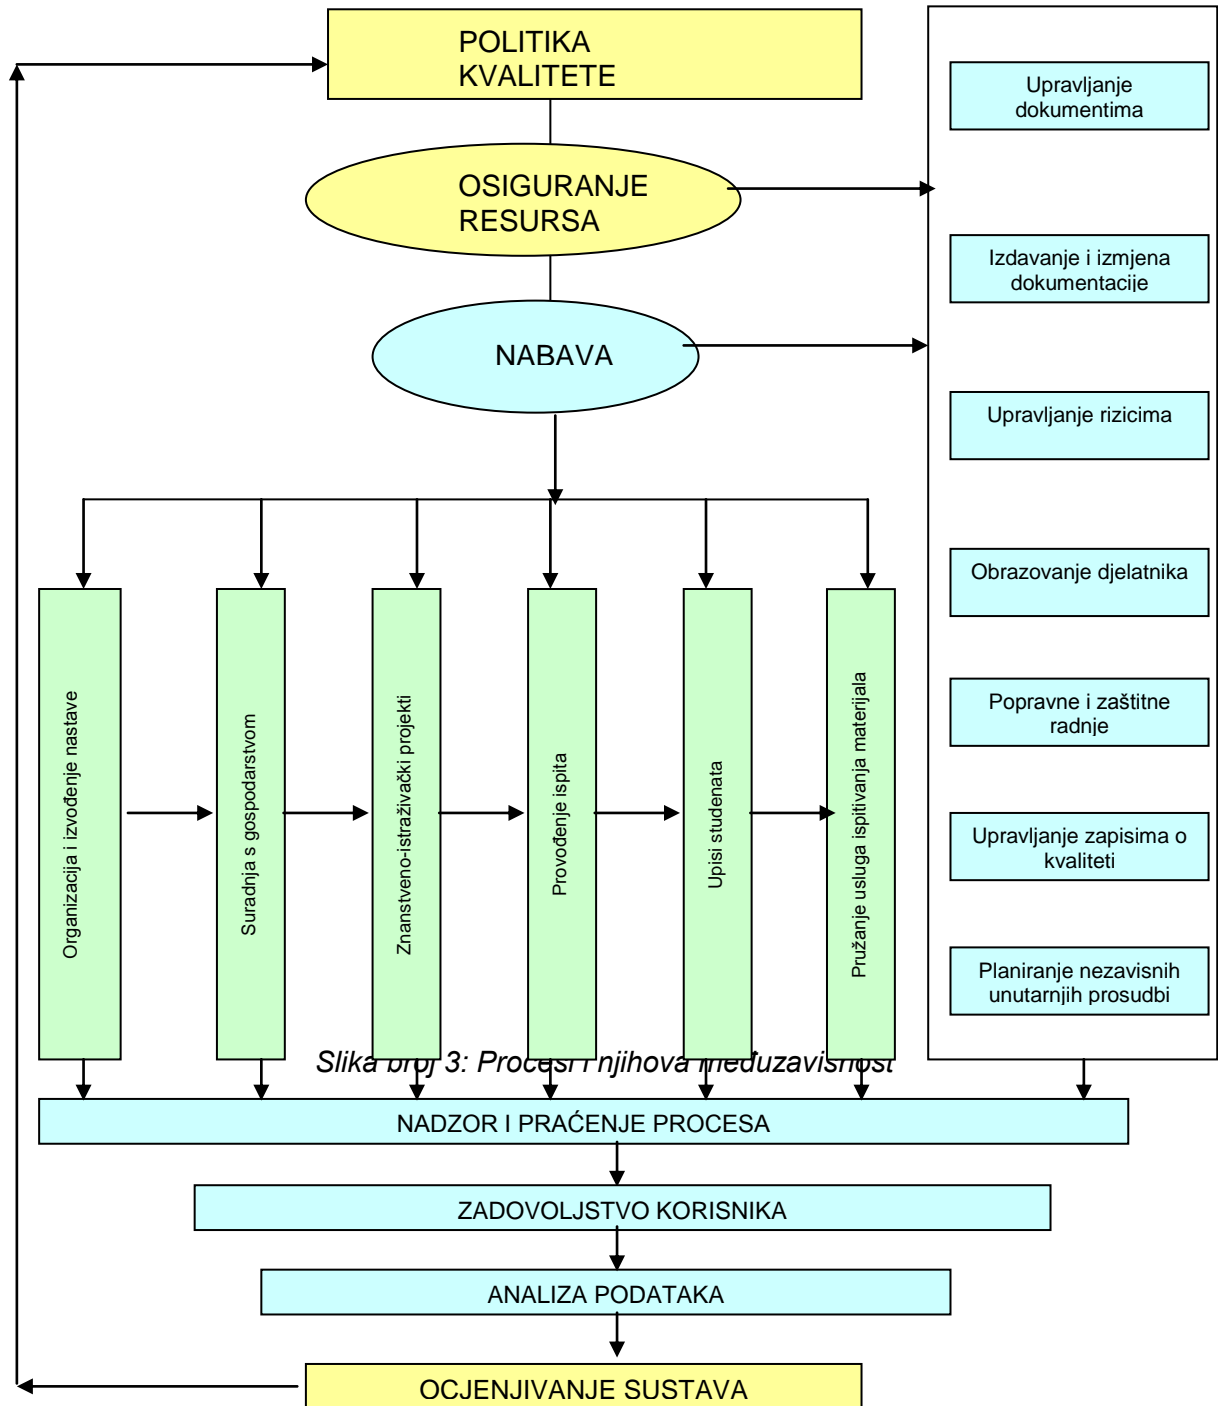 POLITIKA
KVALITETE
OSIGURANJE
RESURSA
NABAVA
Upravljanje
dokumentima
Izdavanje i izmjena
dokumentacije
Upravljanje rizicima
Obrazovanje djelatnika
Popravne i zaštitne
radnje
Upravljanje zapisima o
kvaliteti
Planiranje nezavisnih
unutarnjih prosudbi
Organizacija i izvođenje nastave
Suradnja s gospodarstvom
Znanstveno-istraživački projekti
Provođenje ispita
Upisi studenata
Pružanje usluga ispitivanja materijala
Slika broj 3: Procesi i njihova međuzavisnost
NADZOR I PRAĆENJE PROCESA
ZADOVOLJSTVO KORISNIKA
ANALIZA PODATAKA
OCJENJIVANJE SUSTAVA